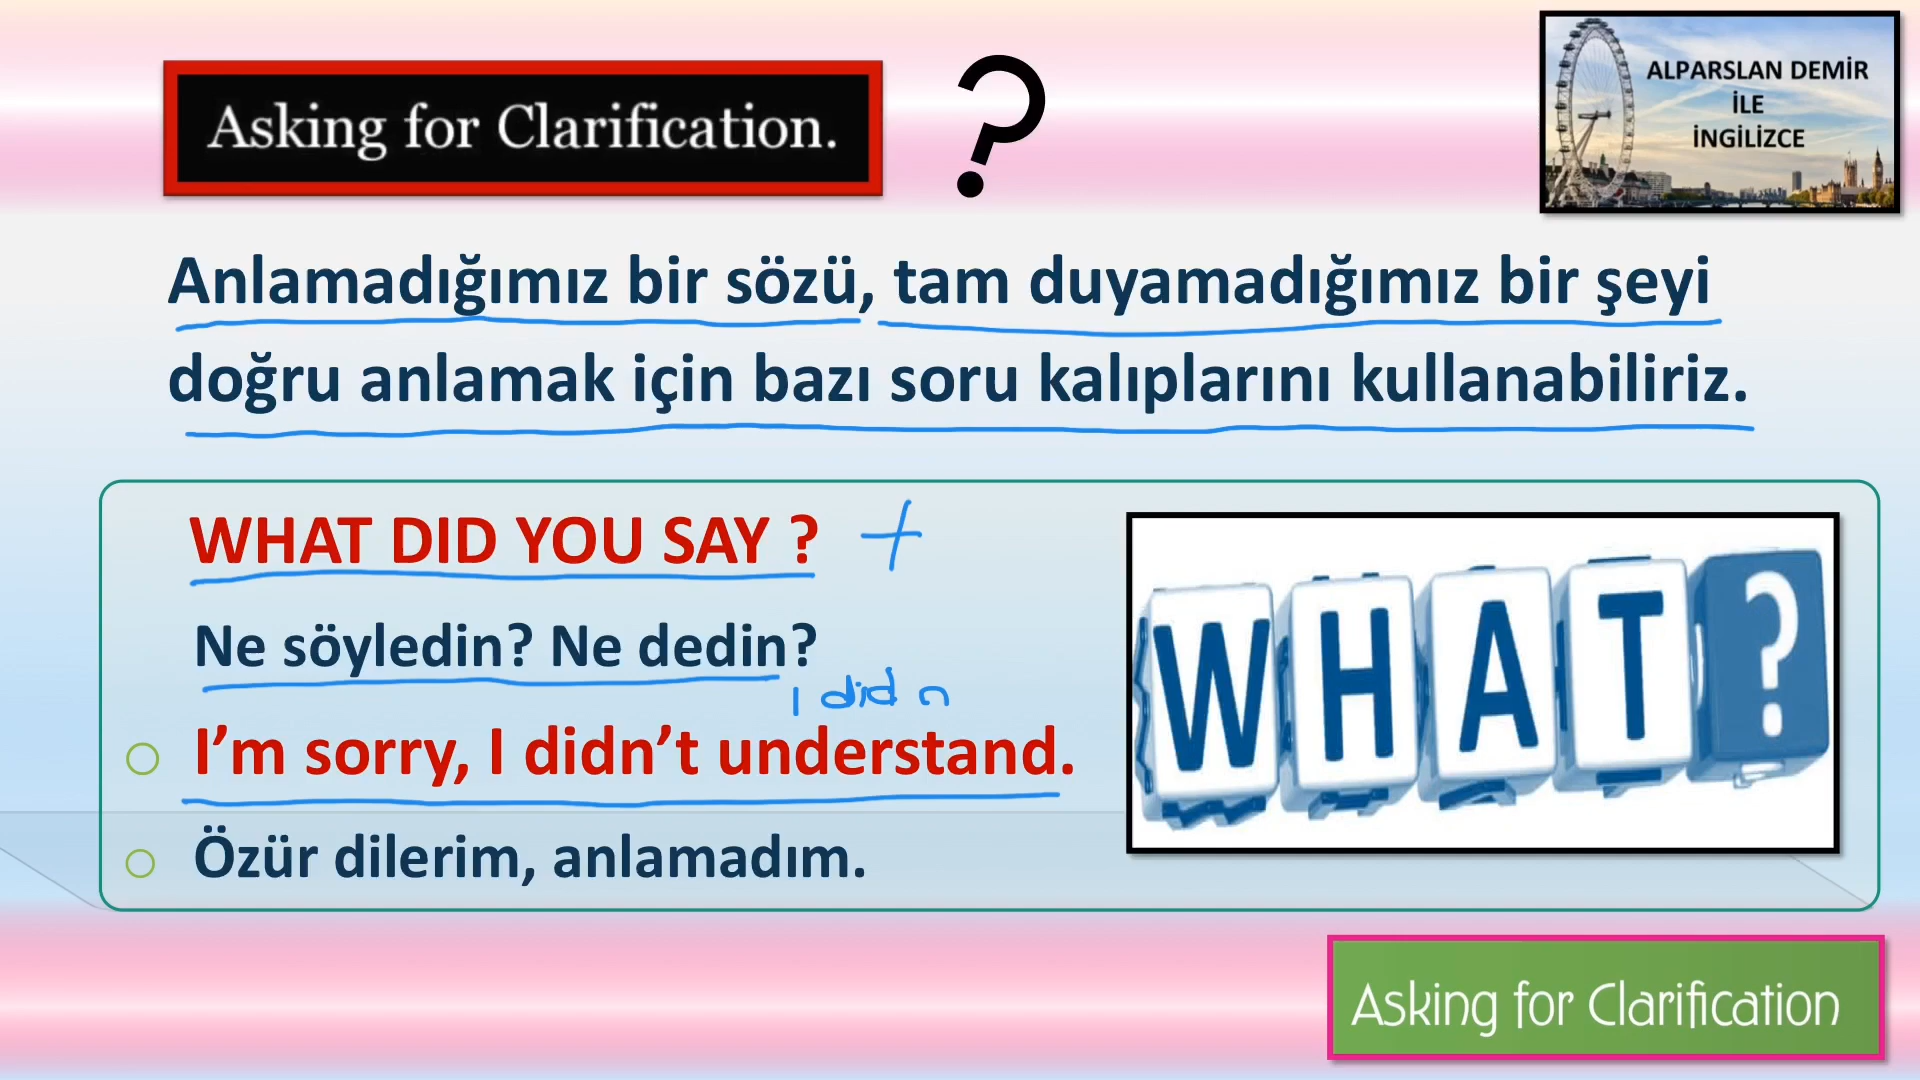 Asking for Clarification.
?
ALPARSLAN DEMİR
İLE
İNGİLİZCE
Anlamadığımız bir sözü, tam duyamadığımız bir şeyi
doğru anlamak için bazı soru kalıplarını kullanabiliriz.
WHAT DID YOU SAY ? +
Ne söyledin? Ne dedin?
I did n
I’m sorry, I didn’t understand.
Özür dilerim, anlamadım.
WHAT?
Asking for Clarification